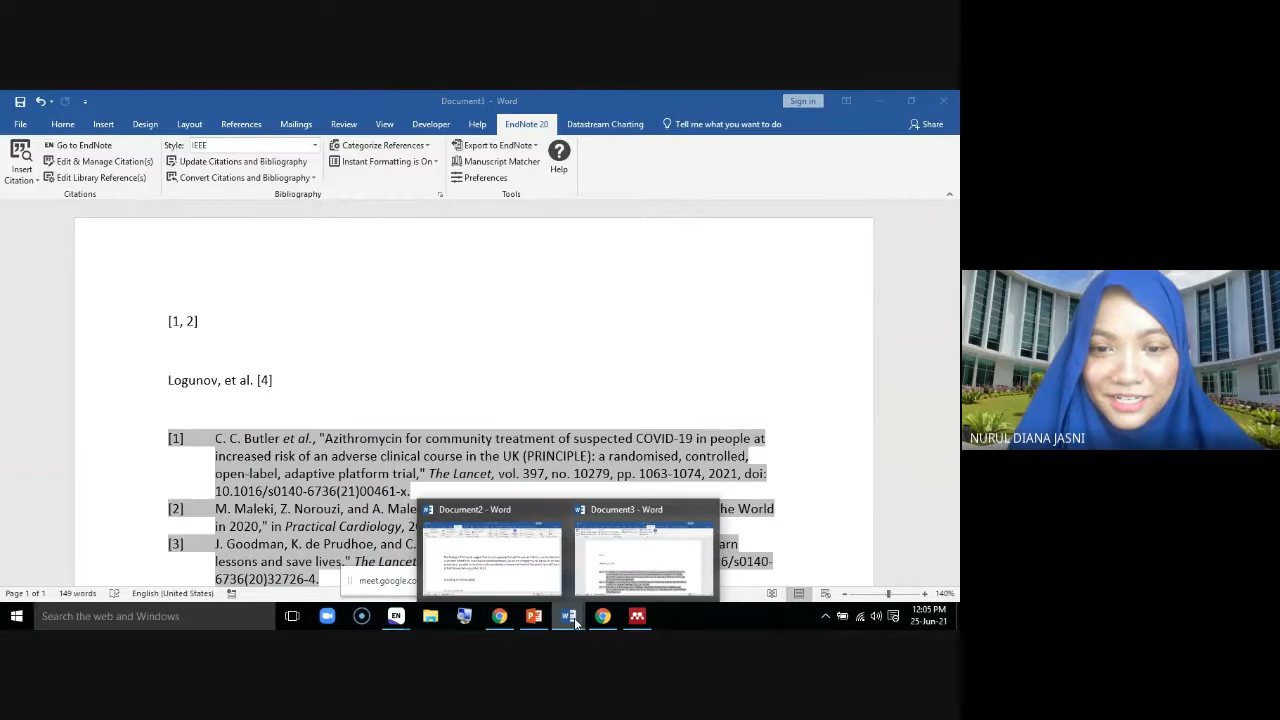 Document3 - Word
Sign in
File Home Insert Design Layout References Mailings Review View Developer Help EndNote 20 Datastream Charting Tell me what you want to do Share
Insert Citation
EN Go to EndNote
Edit & Manage Citation(s)
Edit Library Reference(s)
Citations
Style: IEEE
Update Citations and Bibliography
Convert Citations and Bibliography
Categorize References
Instant Formatting is On
Bibliography
Export to EndNote
Manuscript Matcher
Preferences
Help
Tools
[1, 2]
Logunov, et al. [4]
[1] C. C. Butler et al., "Azithromycin for community treatment of suspected COVID-19 in people at
increased risk of an adverse clinical course in the UK (PRINCIPLE): a randomised, controlled,
open-label, adaptive platform trial," The Lancet, vol. 397, no. 10279, pp. 1063-1074, 2021, doi:
10.1016/s0140-6736(21)00461-x.
[2] M. Maleki, Z. Norouzi, and A. Male
he World
in 2020," in Practical Cardiology, 20
[3] J. Goodman, K. de Prudhoe, and C.
arn
lessons and save lives," The Lancet
6/s0140-
6736(20)32726-4.
meet.google.co
Document2 - Word
Document3 - Word
NURUL DIANA JASNI
Page 1 of 1 149 words English (United States) 140%
Search the web and Windows
EN
12:05 PM
25-Jun-21